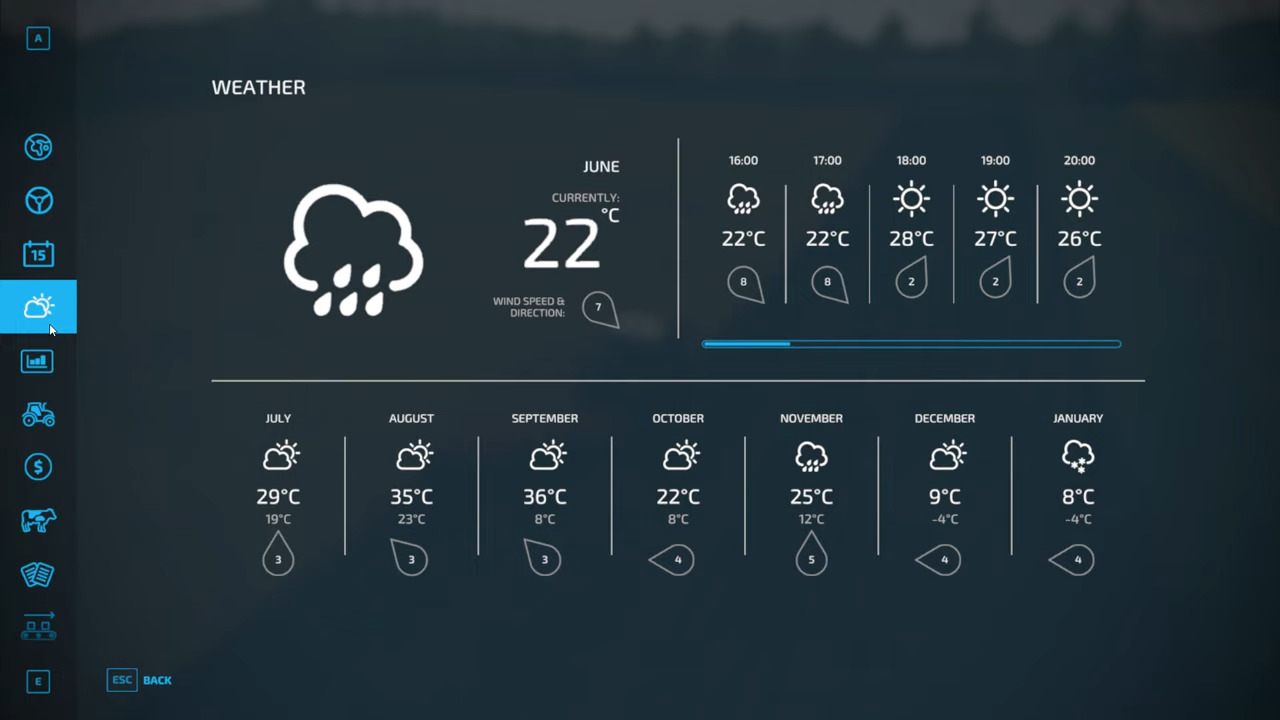 A
WEATHER
JUNE
CURRENTLY:
22 °C
WIND SPEED &
DIRECTION:
7
16:00 17:00 18:00 19:00 20:00
22°C 22°C 28°C 27°C 26°C
8 8 2 2 2
15
JULY AUGUST SEPTEMBER OCTOBER NOVEMBER DECEMBER JANUARY
29°C 35°C 36°C 22°C 25°C 9°C 8°C
19°C 23°C 8°C 8°C 12°C -4°C -4°C
3 3 3 4 5 4 4
$
E
ESC BACK